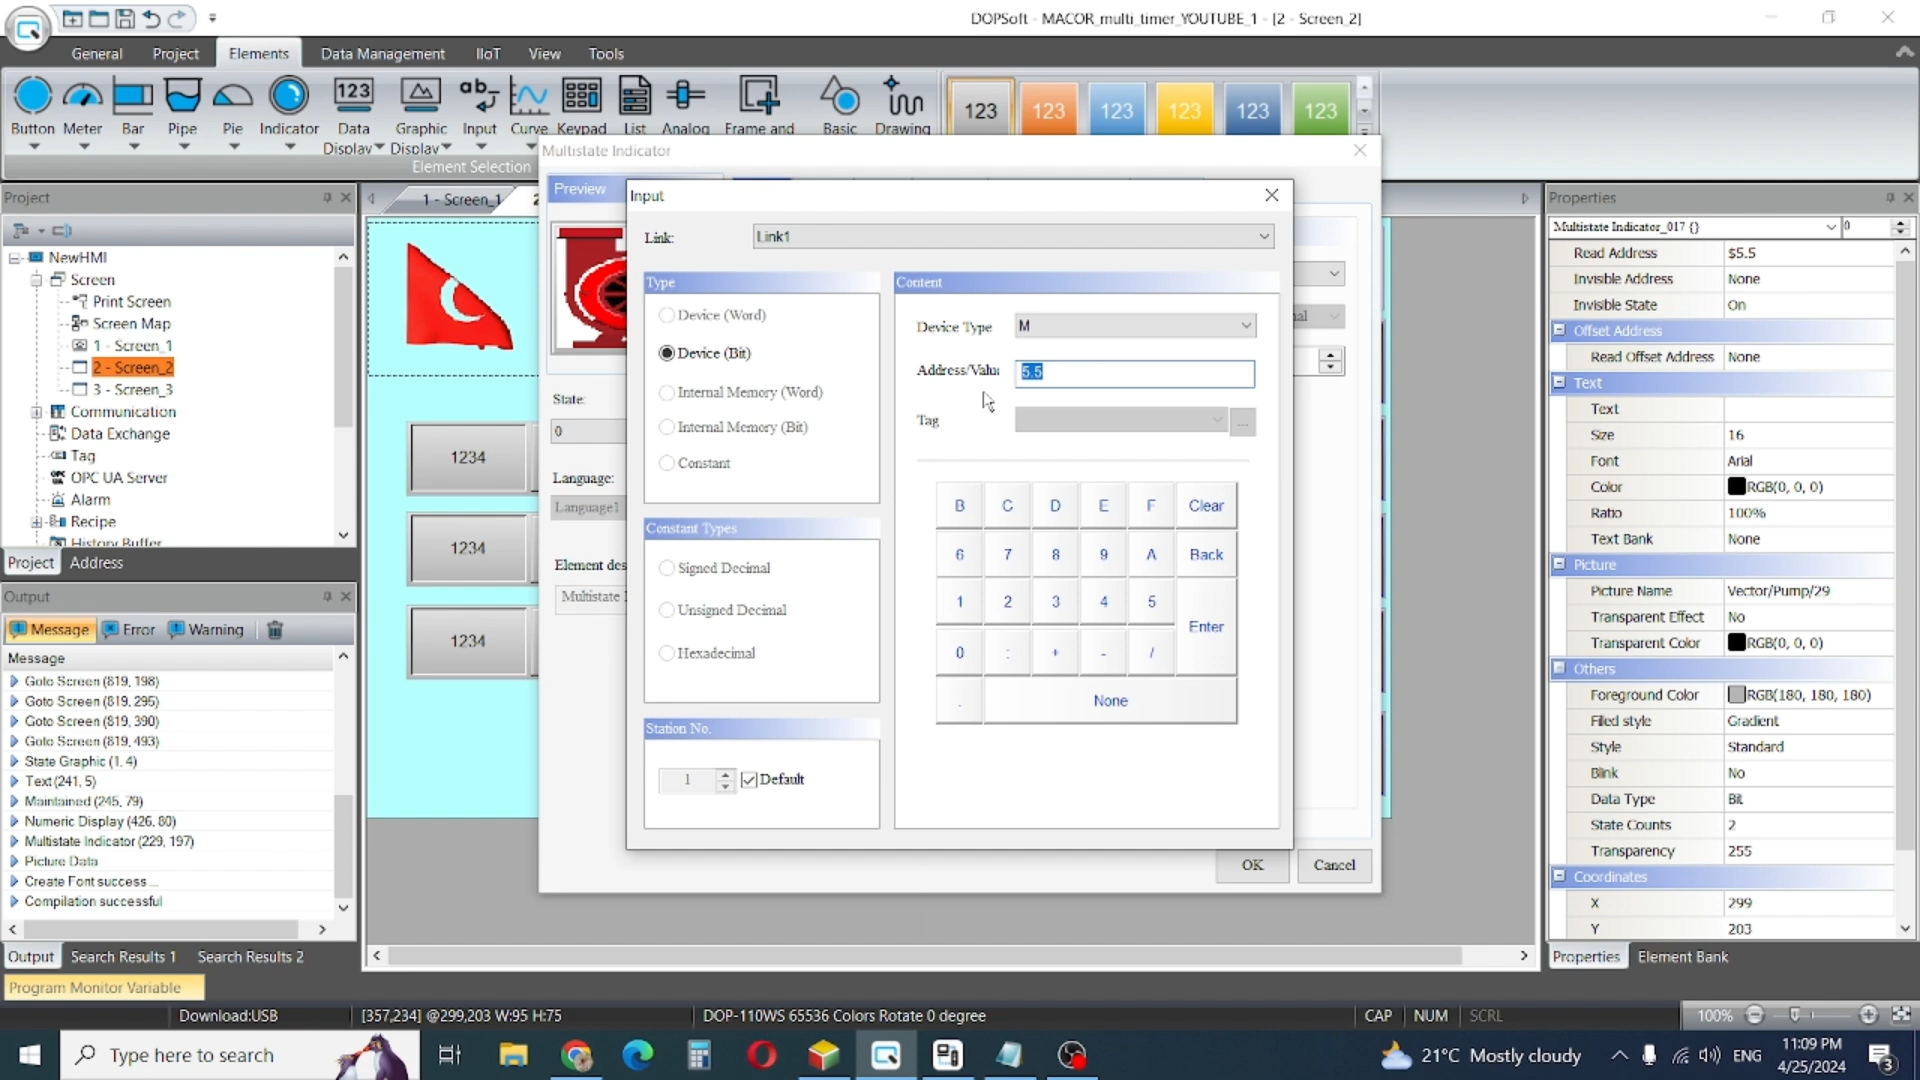 DOPSoft - MACOR_multi_timer_YOUTUBE_1 - [2 - Screen_2]
General Project Elements Data Management IIoT View Tools
Button Meter Bar Pipe Pie Indicator Data Display Graphic Display Input Curve Keypad List Analog Frame and Basic Drawing
123 123 123 123 123 123 123
Element Selection
Multistate Indicator
Preview
State:
0
Language:
Language1
Element des
Multistate
OK Cancel
Project
NewHMI
Screen
Print Screen
Screen Map
1 - Screen_1
2 - Screen_2
3 - Screen_3
Communication
Data Exchange
Tag
OPC UA Server
Alarm
Recipe
History Buffer
Project Address
1 - Screen_1
1234
1234
1234
Input
Link: Link1
Type
Device (Word)
Device (Bit)
Internal Memory (Word)
Internal Memory (Bit)
Constant
Constant Types
Signed Decimal
Unsigned Decimal
Hexadecimal
Station No.
1 Default
Content
Device Type M
Address/Valu 5.5
Tag ...
B C D E F Clear
6 7 8 9 A Back
1 2 3 4 5 Enter
0 : + - /
. None
Output
Message Error Warning
Message
Goto Screen (819, 198)
Goto Screen (819, 295)
Goto Screen (819, 390)
Goto Screen (819, 493)
State Graphic (1, 4)
Text (241, 5)
Maintained (245, 79)
Numeric Display (426, 80)
Multistate Indicator (229, 197)
Picture Data
Create Font success ...
Compilation successful
Output Search Results 1 Search Results 2
Program Monitor Variable
Properties
Multistate Indicator_017 {} 0
Read Address $5.5
Invisible Address None
Invisible State On
Offset Address
Read Offset Address None
Text
Text
Size 16
Font Arial
Color RGB(0, 0, 0)
Ratio 100%
Text Bank None
Picture
Picture Name Vector/Pump/29
Transparent Effect No
Transparent Color RGB(0, 0, 0)
Others
Foreground Color RGB(180, 180, 180)
Filed style Gradient
Style Standard
Blink No
Data Type Bit
State Counts 2
Transparency 255
Coordinates
X 299
Y 203
Properties Element Bank
Download:USB [357,234] @299,203 W:95 H:75 DOP-110WS 65536 Colors Rotate 0 degree CAP NUM SCRL 100%
Type here to search
21°C Mostly cloudy ENG
11:09 PM
4/25/2024
3